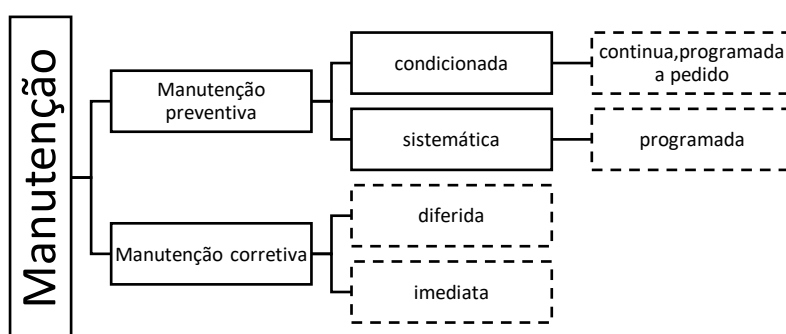 Manutenção
Manutenção
preventiva
condicionada
continua,programada
a pedido
sistemática
programada
Manutenção corretiva
diferida
imediata